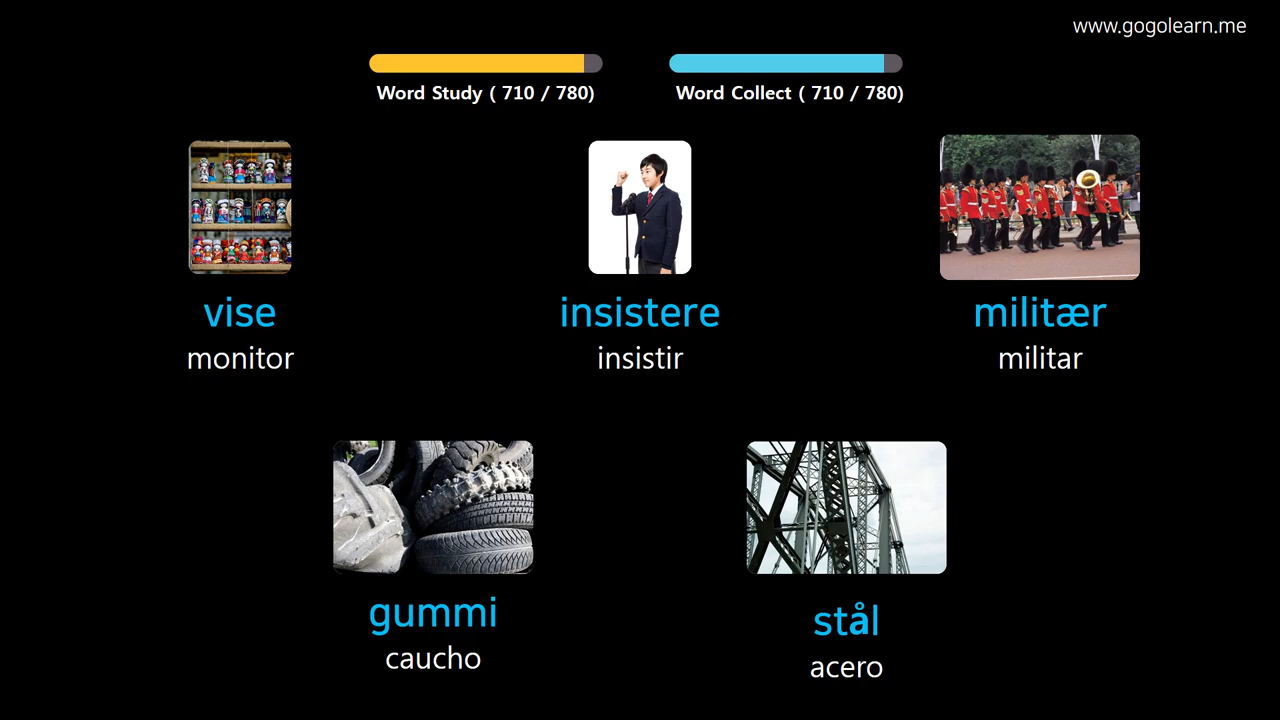 www.gogolearn.me
Word Study ( 710 / 780)
Word Collect ( 710 / 780)
vise
monitor
insistere
insistir
militær
militar
gummi
caucho
stål
acero